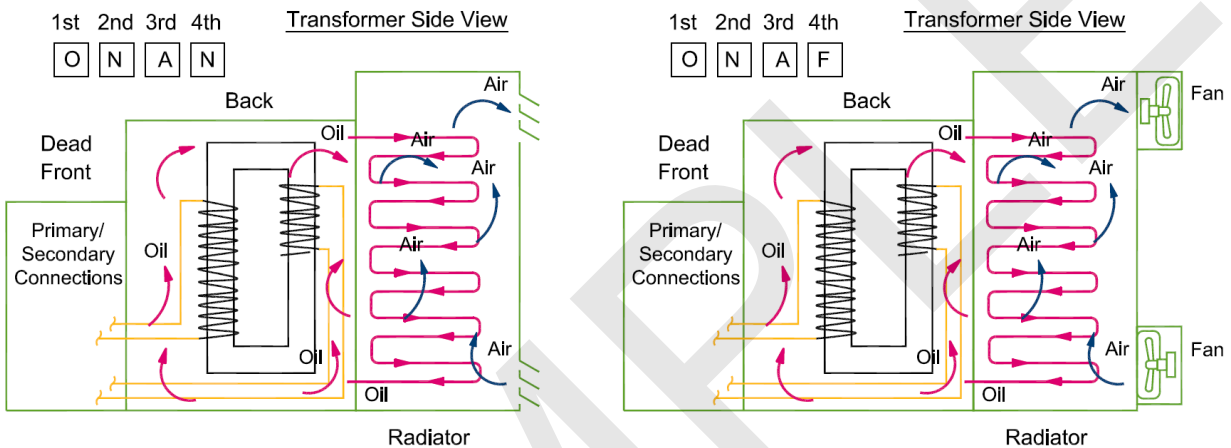 1st 2nd 3rd 4th
O N A N
Transformer Side View
Air
Back
Oil
Air
Dead
Front
Air
Primary/
Secondary
Connections
Oil
Air
Oil
Air
Oil
Radiator
1st 2nd 3rd 4th
O N A F
Transformer Side View
Air
Fan
Back
Oil
Air
Dead
Front
Air
Primary/
Secondary
Connections
Oil
Air
Oil
Air
Fan
Oil
Radiator